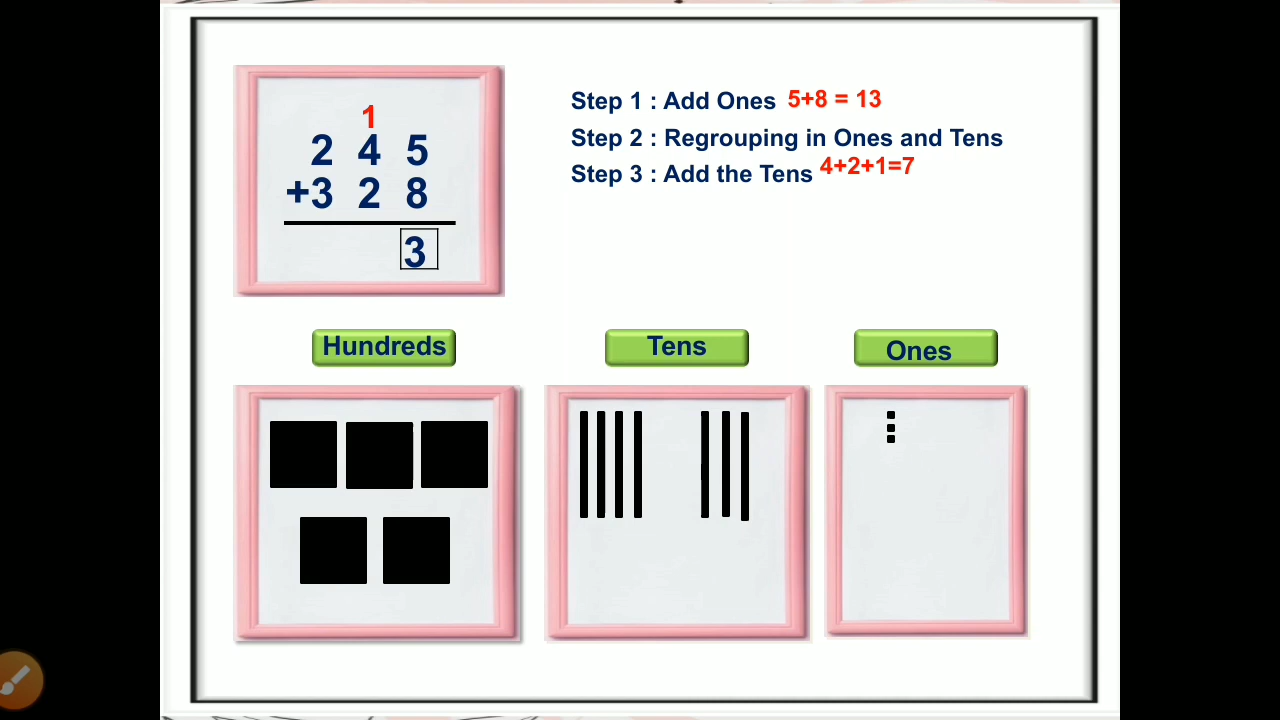 1
2 4 5
+3 2 8
3
Step 1 : Add Ones 5+8 = 13
Step 2 : Regrouping in Ones and Tens
Step 3 : Add the Tens 4+2+1=7
Hundreds Tens Ones